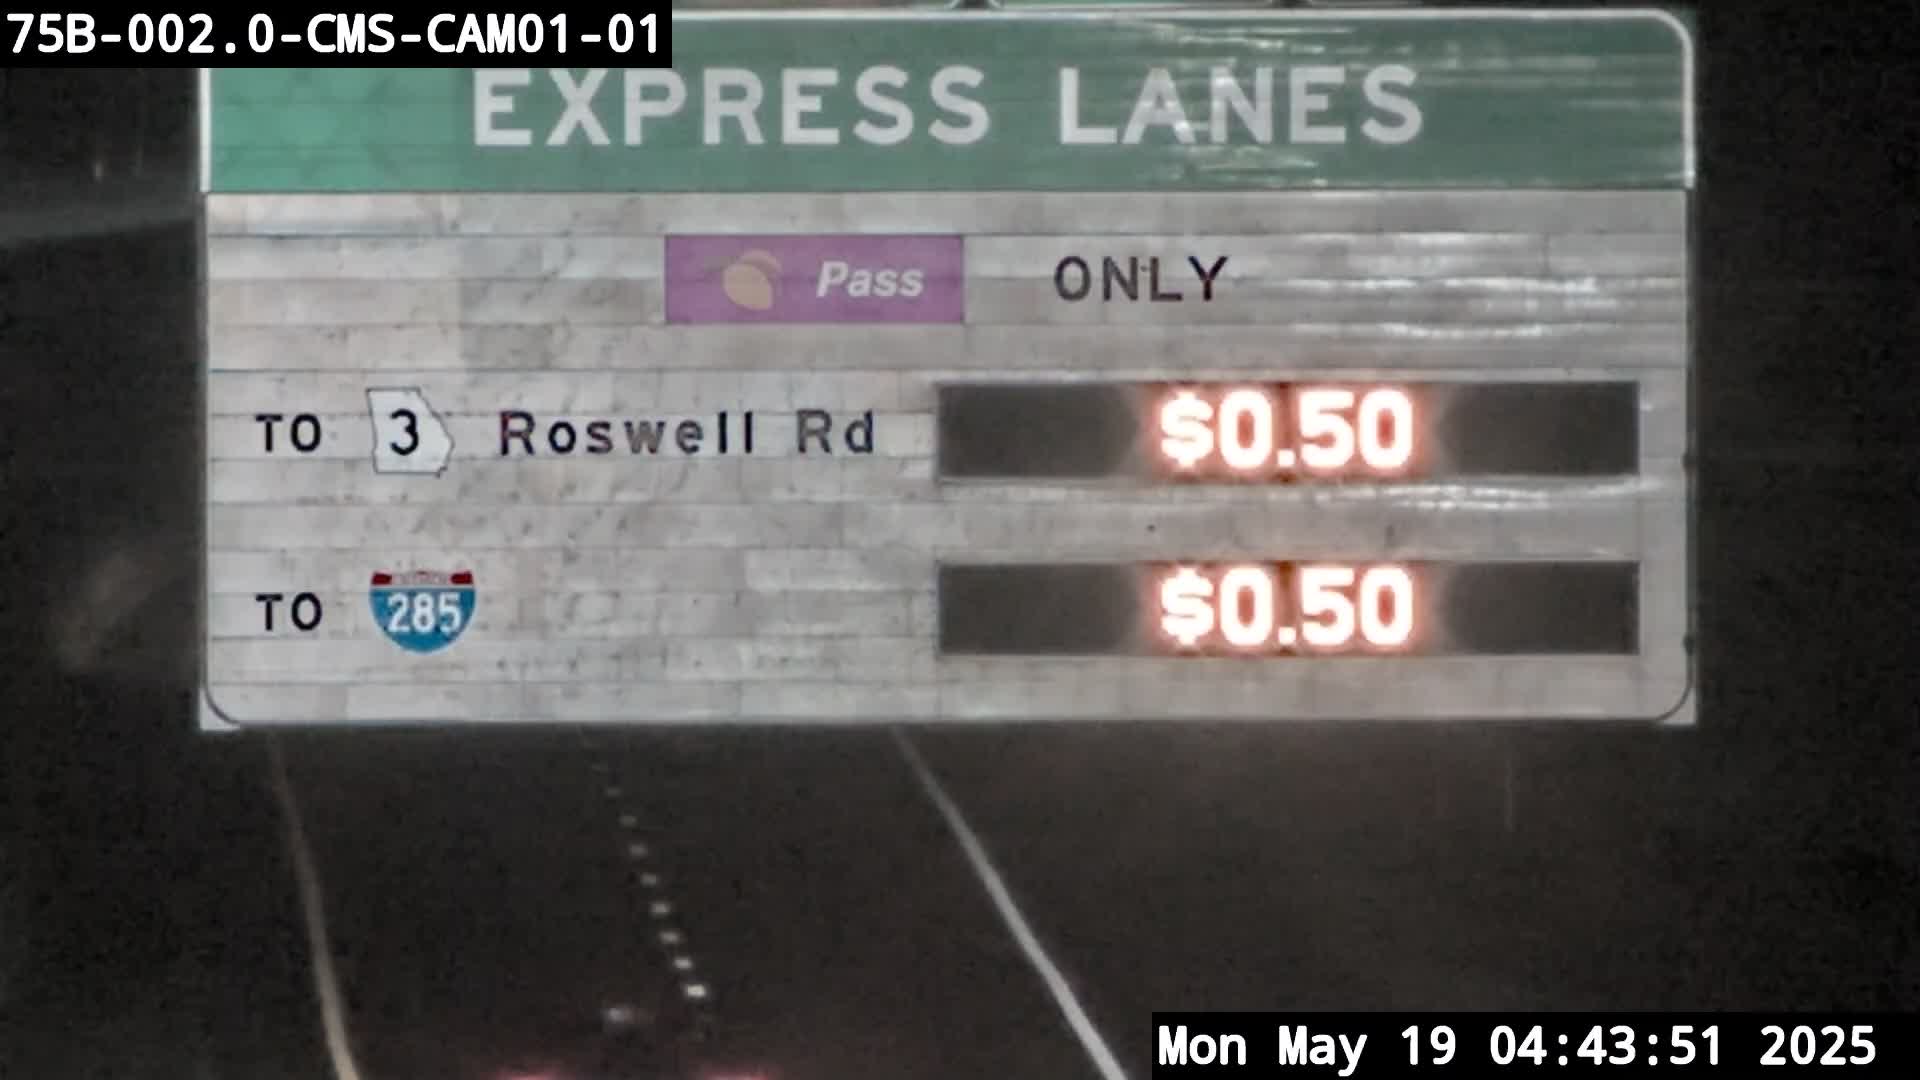 75B-002.0-CMS-CAM01-01
EXPRESS LANES
Pass ONLY
TO 3 Roswell Rd $0.50
TO 285 $0.50
Mon May 19 04:43:51 2025